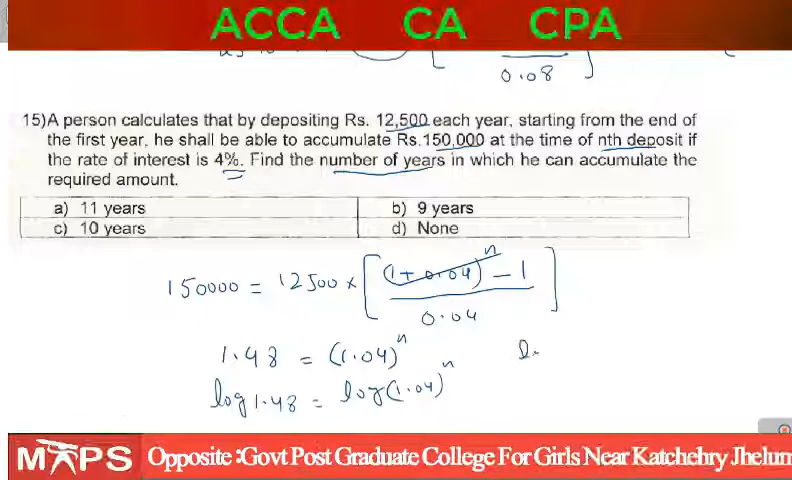 ACCA CA CPA
0.08
15)A person calculates that by depositing Rs. 12,500 each year, starting from the end of
the first year, he shall be able to accumulate Rs.150,000 at the time of nth deposit if
the rate of interest is 4%. Find the number of years in which he can accumulate the
required amount.
a) 11 years b) 9 years
c) 10 years d) None
150000 = 12500 × [ (1+0.04)^n - 1
0.04 ]
1.48 = (1.04)^n
log 1.48 = log (1.04)^n
MAPS Opposite :Govt Post Graduate College For Girls Near Katchehry Jhelum